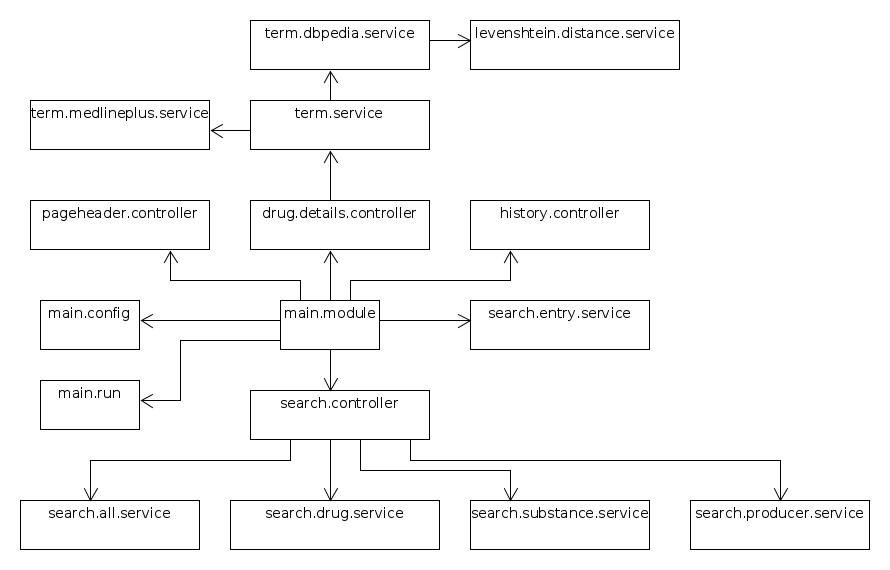 term.dbpedia.service
levenshtein.distance.service
term.medlineplus.service
term.service
pageheader.controller
drug.details.controller
history.controller
main.config
main.module
search.entry.service
main.run
search.controller
search.all.service
search.drug.service
search.substance.service
search.producer.service